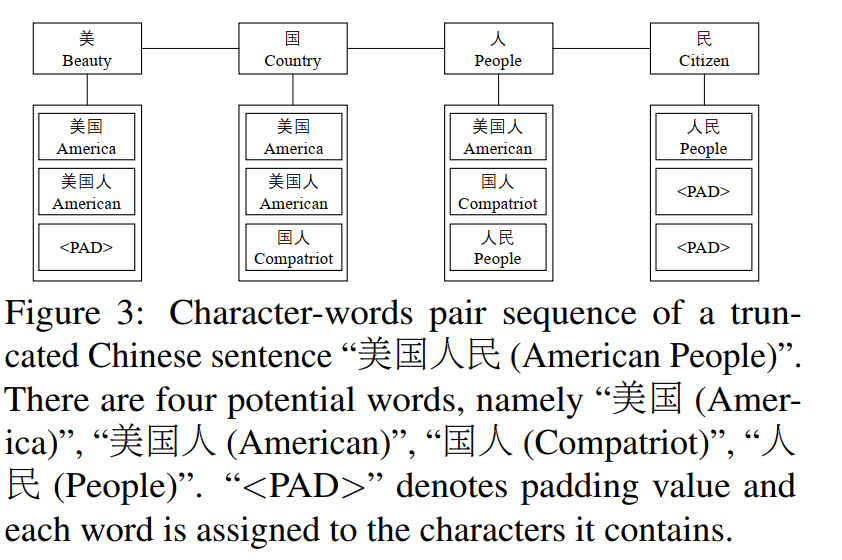 美 国 人 民
Beauty Country People Citizen
美国 美国 美国人 人民
America America American People
美国人 美国人 国人 <PAD>
American American Compatriot
<PAD> 国人 人民 <PAD>
Compatriot People
Figure 3: Character-words pair sequence of a trun-
cated Chinese sentence “美国人民 (American People)”.
There are four potential words, namely “美国 (Amer-
ica)”, “美国人 (American)”, “国人 (Compatriot)”, “人
民 (People)”. “<PAD>” denotes padding value and
each word is assigned to the characters it contains.